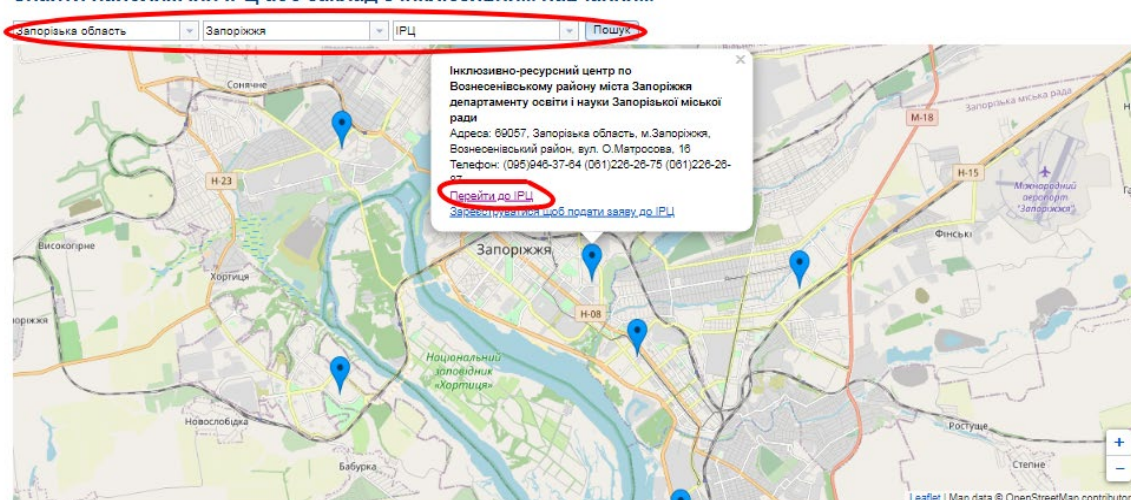 Запорізька область
Запоріжжя
ІРЦ
Пошук
Інклюзивно-ресурсний центр по
Вознесенівському району міста Запоріжжя
департаменту освіти і науки Запорізької міської
ради
Адреса: 69057, Запорізька область, м.Запоріжжя,
Вознесенівський район, вул. О.Матросова, 16
Телефон: (095)946-37-64 (061)226-26-75 (061)226-26-
Перейти до ІРЦ
Зареєструватися щоб подати заяву до ІРЦ
×
Сонячне
М-18
Запорізька міська рада
Н-23
Н-15
Міжнародний
аеропорт
"Запоріжжя"
Високогірне
Запоріжжя
Фінські
Хортиця
Н-08
Національний
заповідник
«Хортиця»
Новослобідка
Ростуще
Бабурка
Степне
+
−
Leaflet | Map data © OpenStreetMap contributor